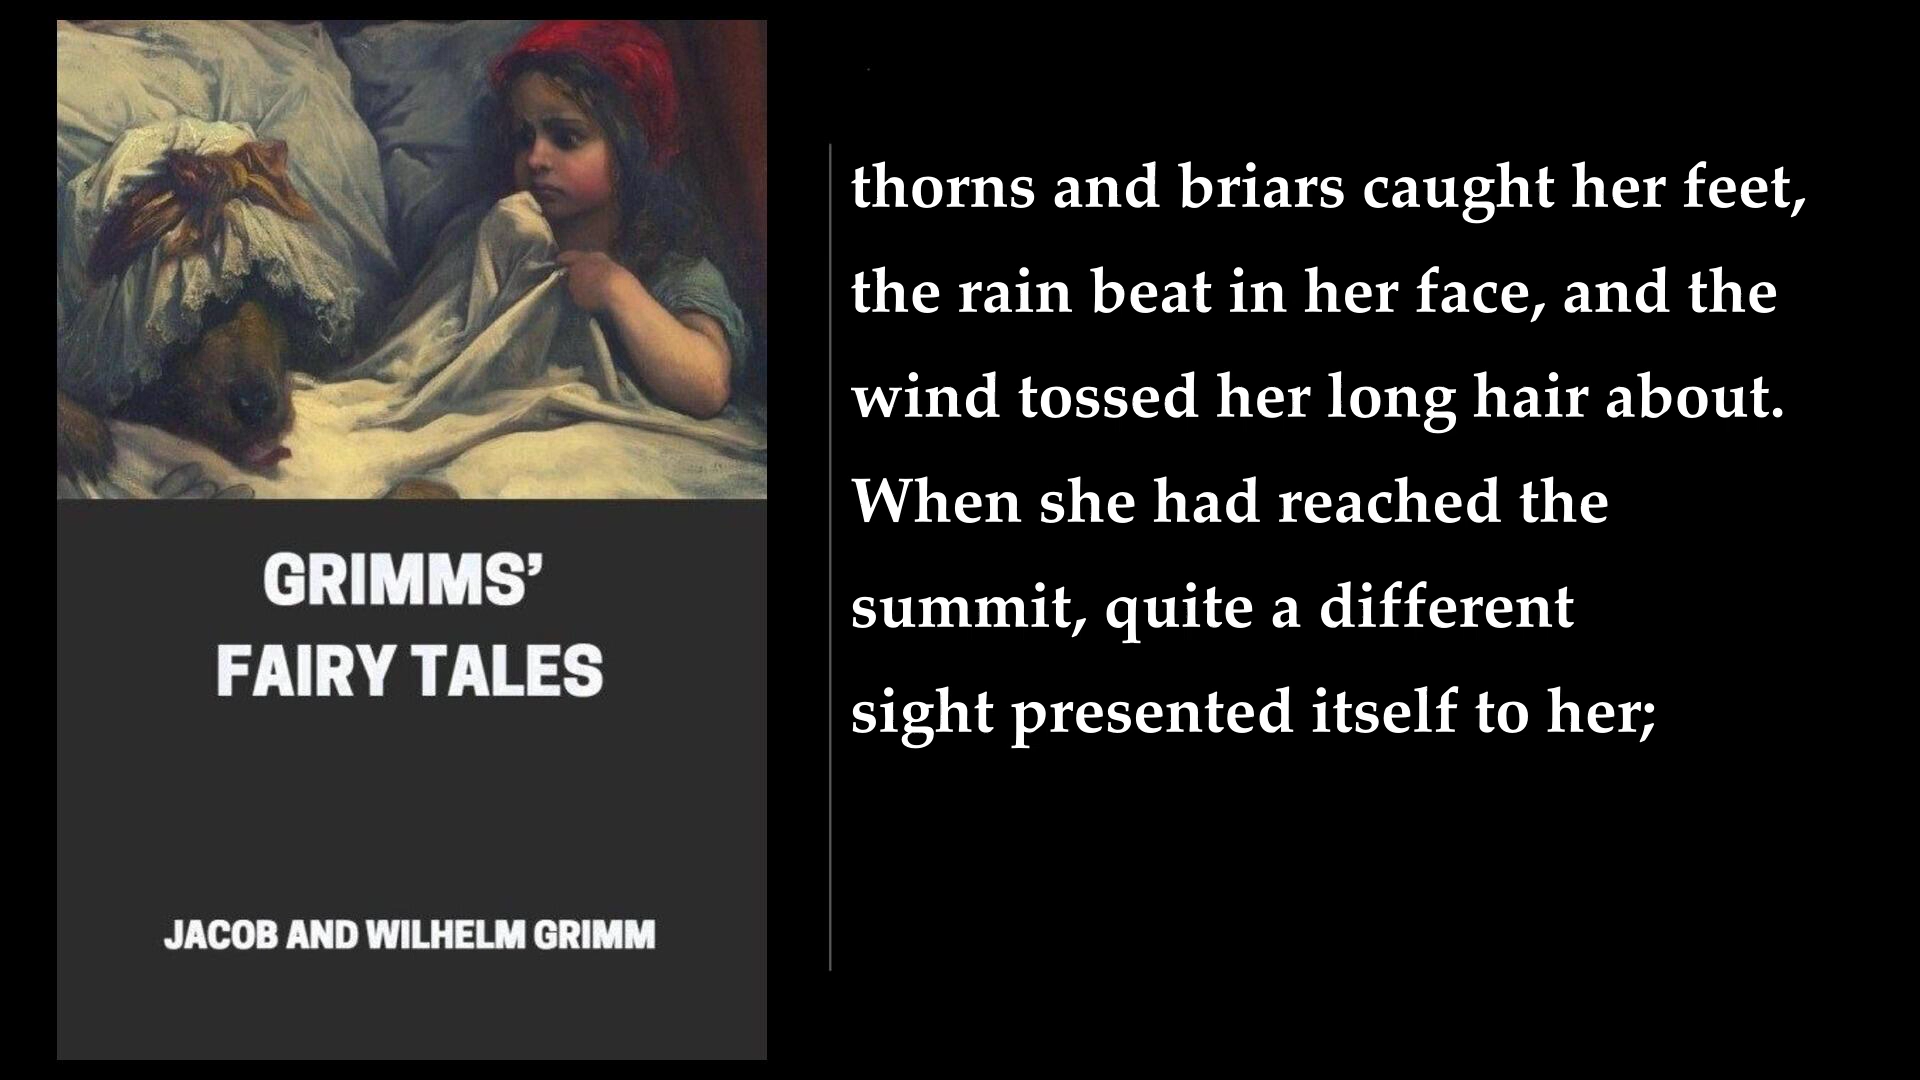 GRIMMS’
FAIRY TALES
JACOB AND WILHELM GRIMM
thorns and briars caught her feet,
the rain beat in her face, and the
wind tossed her long hair about.
When she had reached the
summit, quite a different
sight presented itself to her;